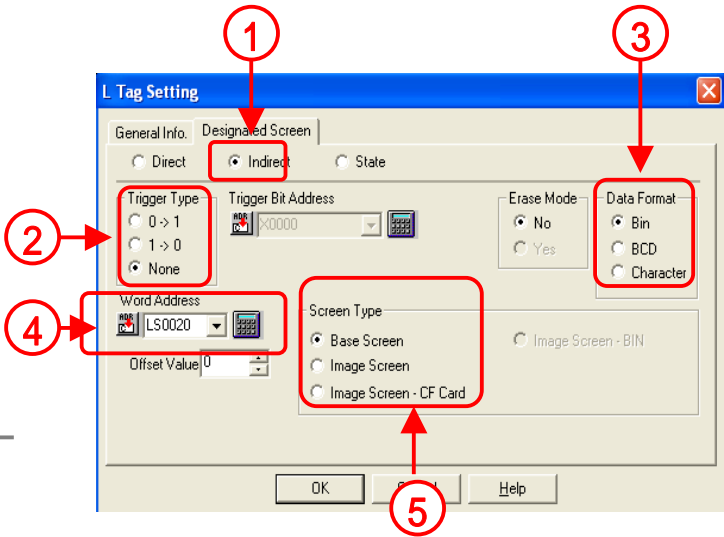 1
3
L Tag Setting
General Info. Designated Screen
Direct Indirect State
Trigger Type Trigger Bit Address Erase Mode Data Format
0 -> 1 X0000 No Bin
2
1 -> 0 Yes BCD
None Character
Word Address
Screen Type
4
LS0020
Base Screen Image Screen - BIN
Offset Value 0
Image Screen
Image Screen - CF Card
OK Help
5